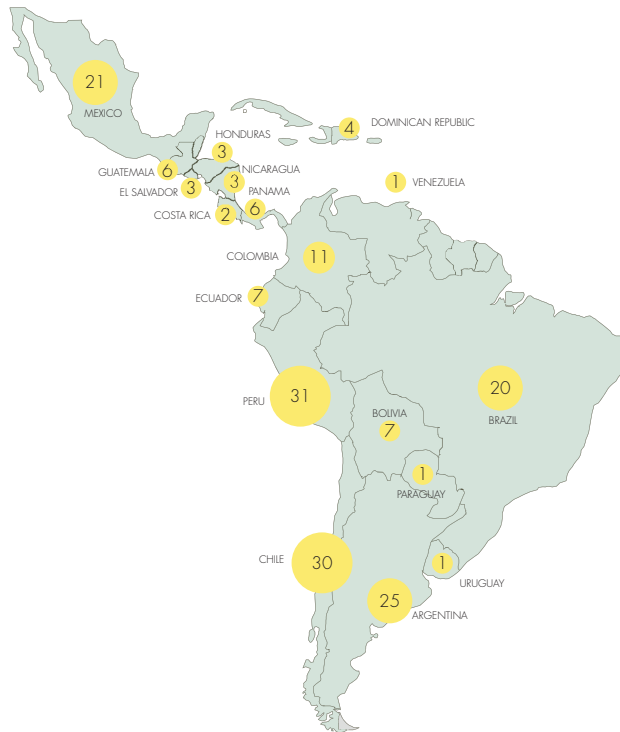 21
MEXICO
HONDURAS
3
4
DOMINICAN REPUBLIC
GUATEMALA
6
EL SALVADOR
3
NICARAGUA
3
PANAMA
6
COSTA RICA
2
1
VENEZUELA
COLOMBIA
11
ECUADOR
7
PERU
31
20
BRAZIL
BOLIVIA
7
1
PARAGUAY
CHILE
30
1
URUGUAY
25
ARGENTINA